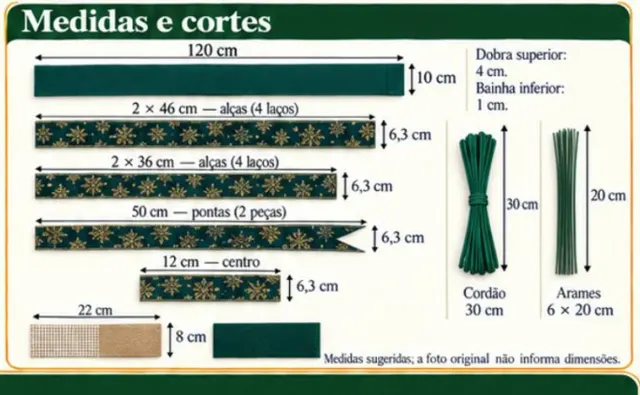 Medidas e cortes
120 cm
10 cm
Dobra superior:
4 cm.
Bainha inferior:
1 cm.
2 × 46 cm — alças (4 laços)
6,3 cm
2 × 36 cm — alças (4 laços)
6,3 cm
50 cm — pontas (2 peças)
6,3 cm
12 cm — centro
6,3 cm
22 cm
8 cm
30 cm
Cordão
30 cm
20 cm
Arames
6 × 20 cm
Medidas sugeridas; a foto original não informa dimensões.